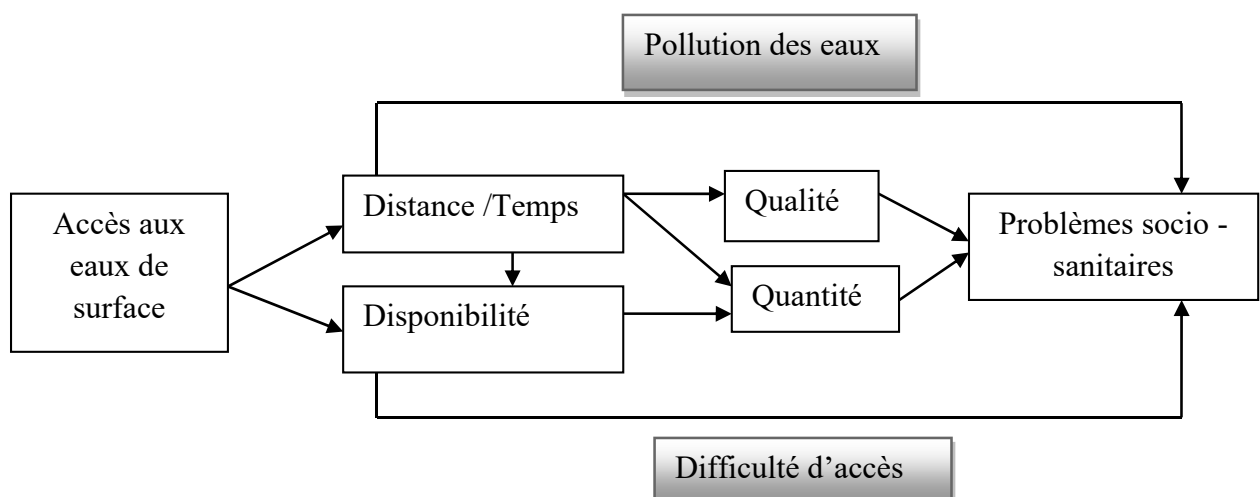 Pollution des eaux
Distance /Temps
Qualité
Accès aux
eaux de
surface
Problèmes socio -
sanitaires
Disponibilité
Quantité
Difficulté d’accès